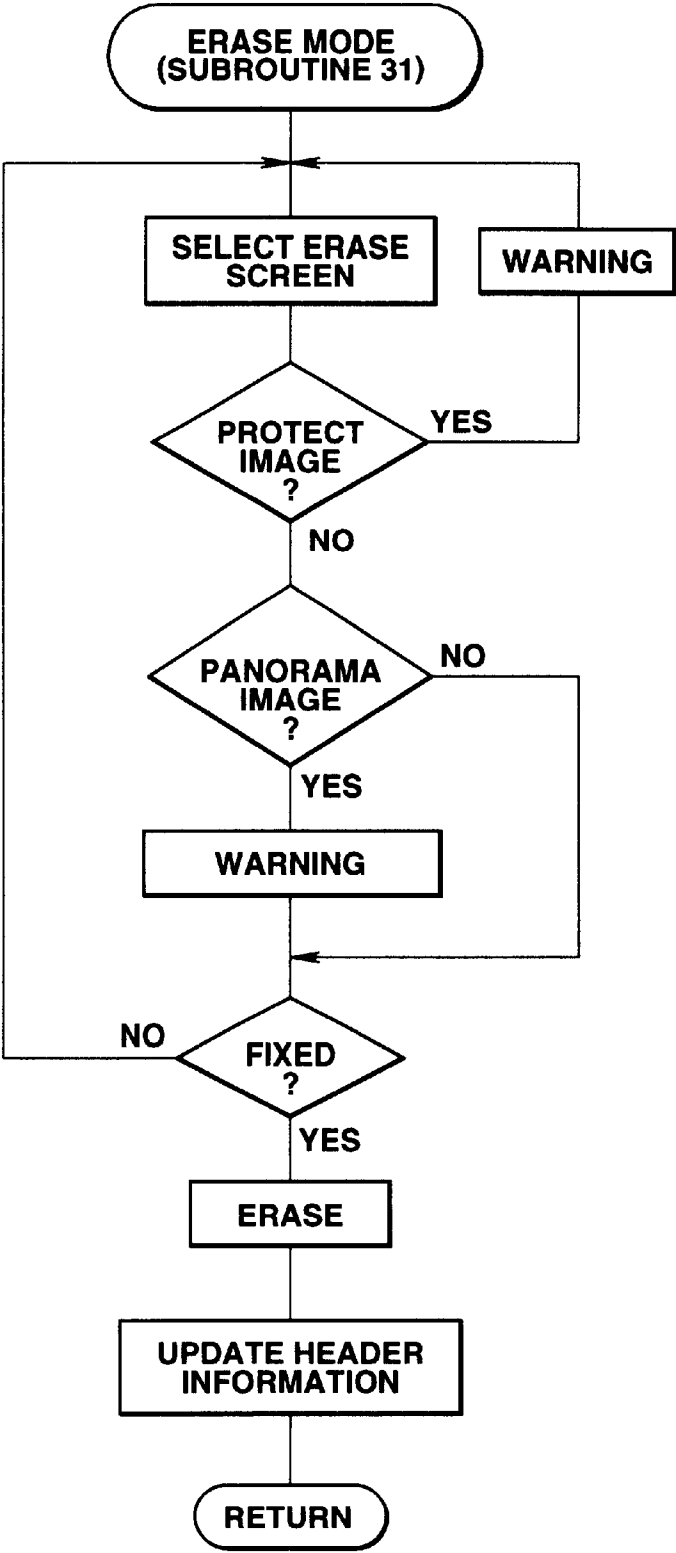 ERASE MODE
(SUBROUTINE 31)
SELECT ERASE
SCREEN
WARNING
PROTECT
IMAGE
?
YES
NO
PANORAMA
IMAGE
?
NO
YES
WARNING
FIXED
?
NO
YES
ERASE
UPDATE HEADER
INFORMATION
RETURN